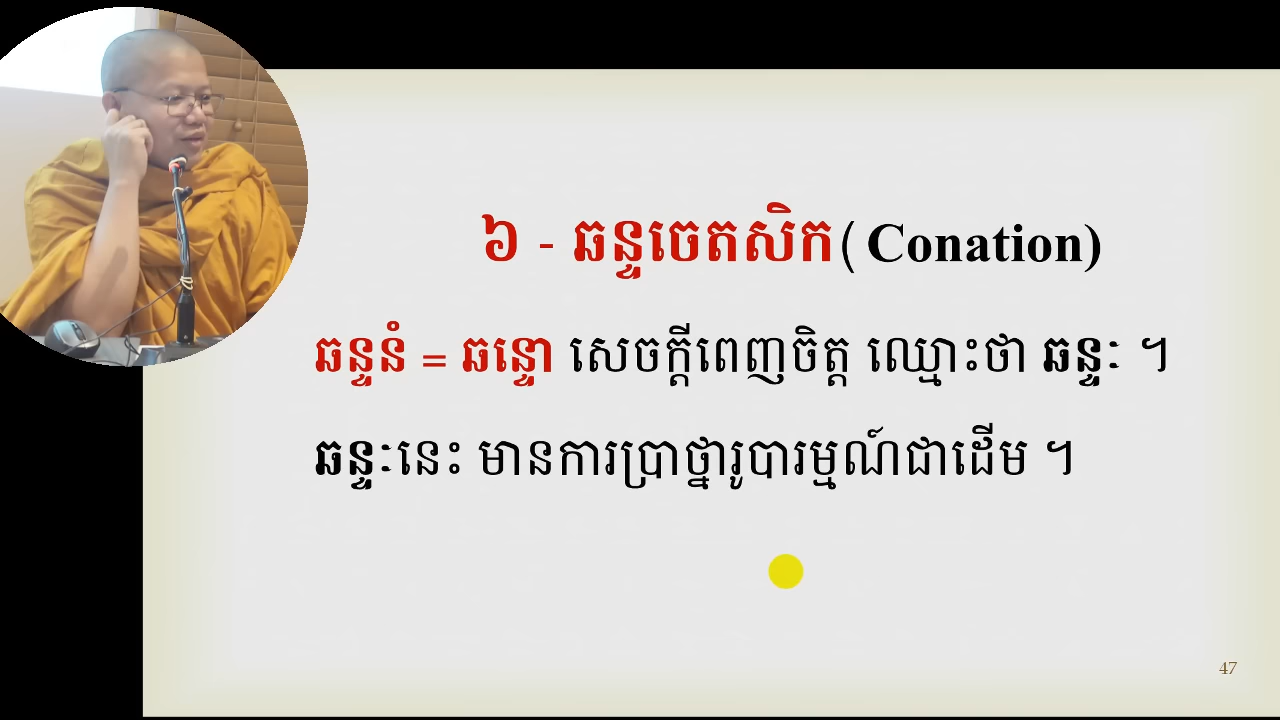 ៦ - ឆន្ទចេតសិក( Conation)
ឆន្ទនំ = ឆន្ទោ សេចក្ដីពេញចិត្ត ឈ្មោះថា ឆន្ទៈ ។
ឆន្ទៈនេះ មានការប្រាថ្នារូបារម្មណ៍ជាដើម ។
47